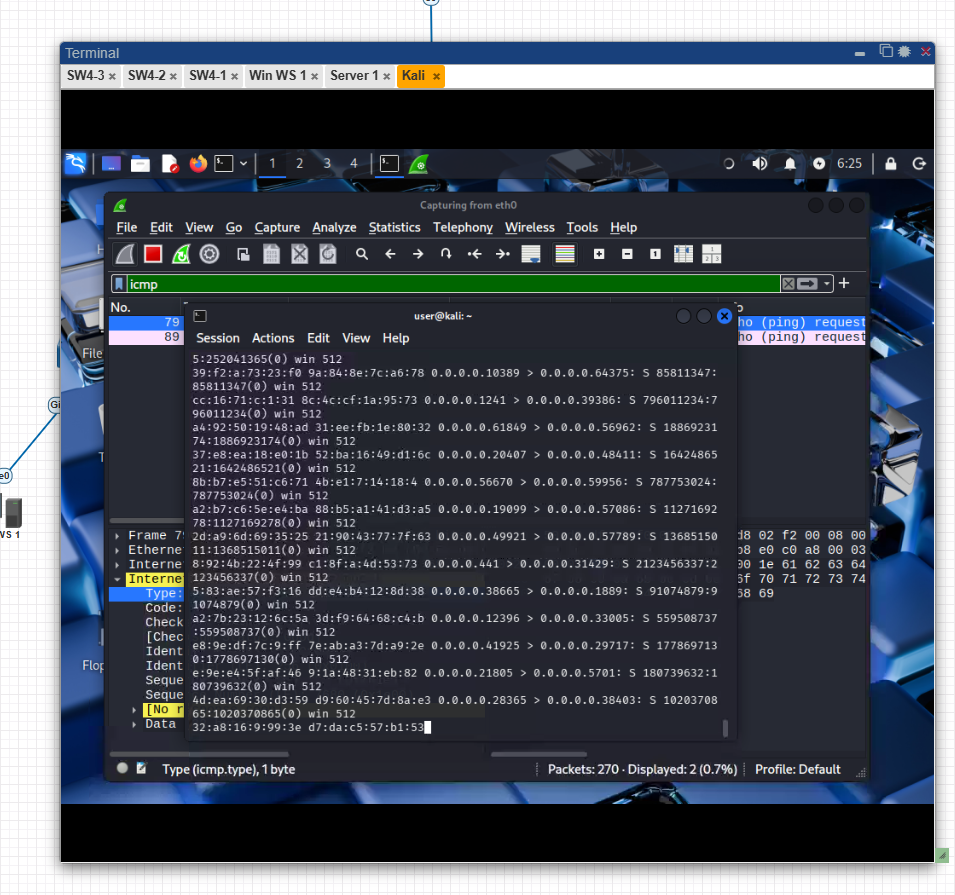 Terminal
SW4-3 × SW4-2 × SW4-1 × Win WS 1 × Server 1 × Kali ×
1 2 3 4 6:25
Capturing from eth0
File Edit View Go Capture Analyze Statistics Telephony Wireless Tools Help
icmp
No.
79 ho (ping) request
89 ho (ping) request
user@kali: ~
Session Actions Edit View Help
5:252041365(0) win 512
39:f2:a:73:23:f0 9a:84:8e:7c:a6:78 0.0.0.0.10389 > 0.0.0.0.64375: S 85811347:
85811347(0) win 512
cc:16:71:c:1:31 8c:4c:cf:1a:95:73 0.0.0.0.1241 > 0.0.0.0.39386: S 796011234:7
96011234(0) win 512
a4:92:50:19:48:ad 31:ee:fb:1e:80:32 0.0.0.0.61849 > 0.0.0.0.56962: S 18869231
74:1886923174(0) win 512
37:e8:ea:18:e0:1b 52:ba:16:49:d1:6c 0.0.0.0.20407 > 0.0.0.0.48411: S 16424865
21:1642486521(0) win 512
8b:b7:e5:51:c6:71 4b:e1:7:14:18:4 0.0.0.0.56670 > 0.0.0.0.59956: S 787753024:
787753024(0) win 512
a2:b7:c6:5e:e4:ba 88:b5:a1:41:d3:a5 0.0.0.0.19099 > 0.0.0.0.57086: S 11271692
78:1127169278(0) win 512
2d:a9:6d:69:35:25 21:90:43:77:7f:63 0.0.0.0.49921 > 0.0.0.0.57789: S 13685150
11:1368515011(0) win 512
8:92:4b:22:4f:99 c1:8f:a:4d:53:73 0.0.0.0.441 > 0.0.0.0.31429: S 2123456337:2
123456337(0) win 512
5:83:ae:57:f3:16 dd:e4:b4:12:8d:38 0.0.0.0.38665 > 0.0.0.0.1889: S 91074879:9
1074879(0) win 512
a2:7b:23:12:6c:5a 3d:f9:64:68:c4:b 0.0.0.0.12396 > 0.0.0.0.33005: S 559508737
:559508737(0) win 512
e8:9e:df:7c:9:ff 7e:ab:a3:7d:a9:2e 0.0.0.0.41925 > 0.0.0.0.29717: S 177869713
0:1778697130(0) win 512
e:9e:e4:5f:af:46 9:1a:48:31:eb:82 0.0.0.0.21805 > 0.0.0.0.5701: S 180739632:1
80739632(0) win 512
4d:ea:69:30:d3:59 d9:60:45:7d:8a:e3 0.0.0.0.28365 > 0.0.0.0.38403: S 10203708
65:1020370865(0) win 512
32:a8:16:9:99:3e d7:da:c5:57:b1:53
File
Flop
Frame 7
Etherne
Interne
Interne
Type:
Code:
Check
[Chec
Ident
Ident
Seque
Seque
[No r
Data
d8 02 f2 00 08 00
b8 e0 c0 a8 00 03
00 1e 61 62 63 64
6f 70 71 72 73 74
68 69
Type (icmp.type), 1 byte Packets: 270 · Displayed: 2 (0.7%) Profile: Default
Gi
e0
WS 1